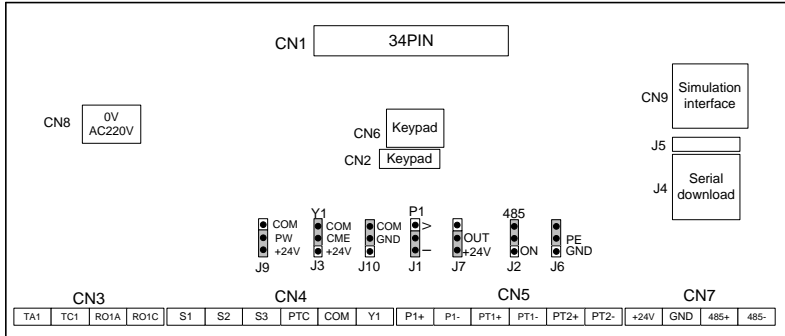 CN1
34PIN
CN8
0V
AC220V
CN6
Keypad
CN2
Keypad
CN9
Simulation
interface
J5
J4
Serial
download
COM
PW
+24V
J9
Y1
COM
CME
+24V
J3
COM
GND
J10
P1
V
I
J1
OUT
+24V
J7
485
ON
J2
PE
GND
J6
CN3
CN4
CN5
CN7
TA1 TC1 RO1A RO1C S1 S2 S3 PTC COM Y1 P1+ P1- PT1+ PT1- PT2+ PT2- +24V GND 485+ 485-